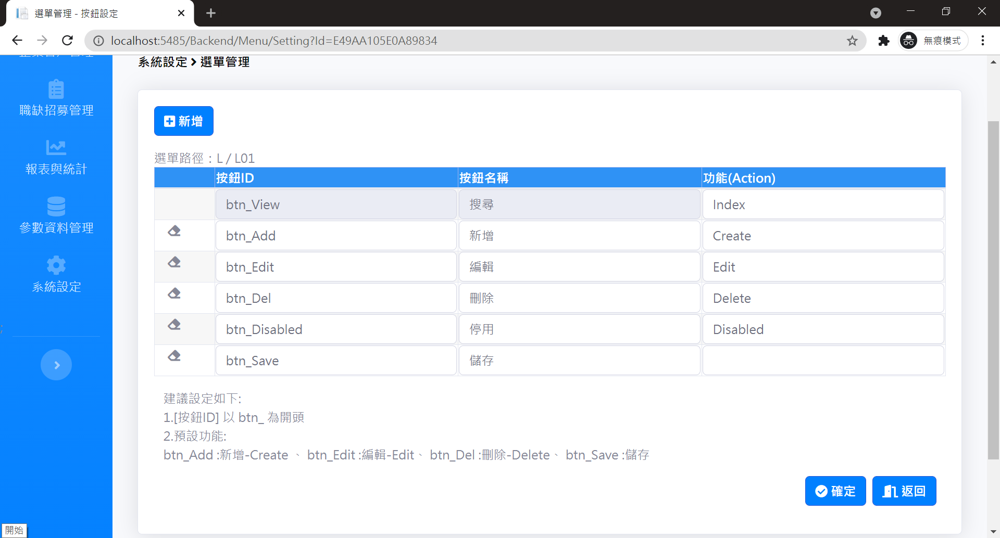 選單管理 - 按鈕設定
localhost:5485/Backend/Menu/Setting?Id=E49AA105E0A89834
無痕模式
系統設定 > 選單管理
職缺招募管理
報表與統計
參數資料管理
系統設定
;
新增
選單路徑：L / L01
按鈕ID 按鈕名稱 功能(Action)
btn_View 搜尋 Index
btn_Add 新增 Create
btn_Edit 編輯 Edit
btn_Del 刪除 Delete
btn_Disabled 停用 Disabled
btn_Save 儲存
建議設定如下:
1.[按鈕ID] 以 btn_ 為開頭
2.預設功能:
btn_Add :新增-Create 、 btn_Edit :編輯-Edit、 btn_Del :刪除-Delete、 btn_Save :儲存
確定 返回
開始